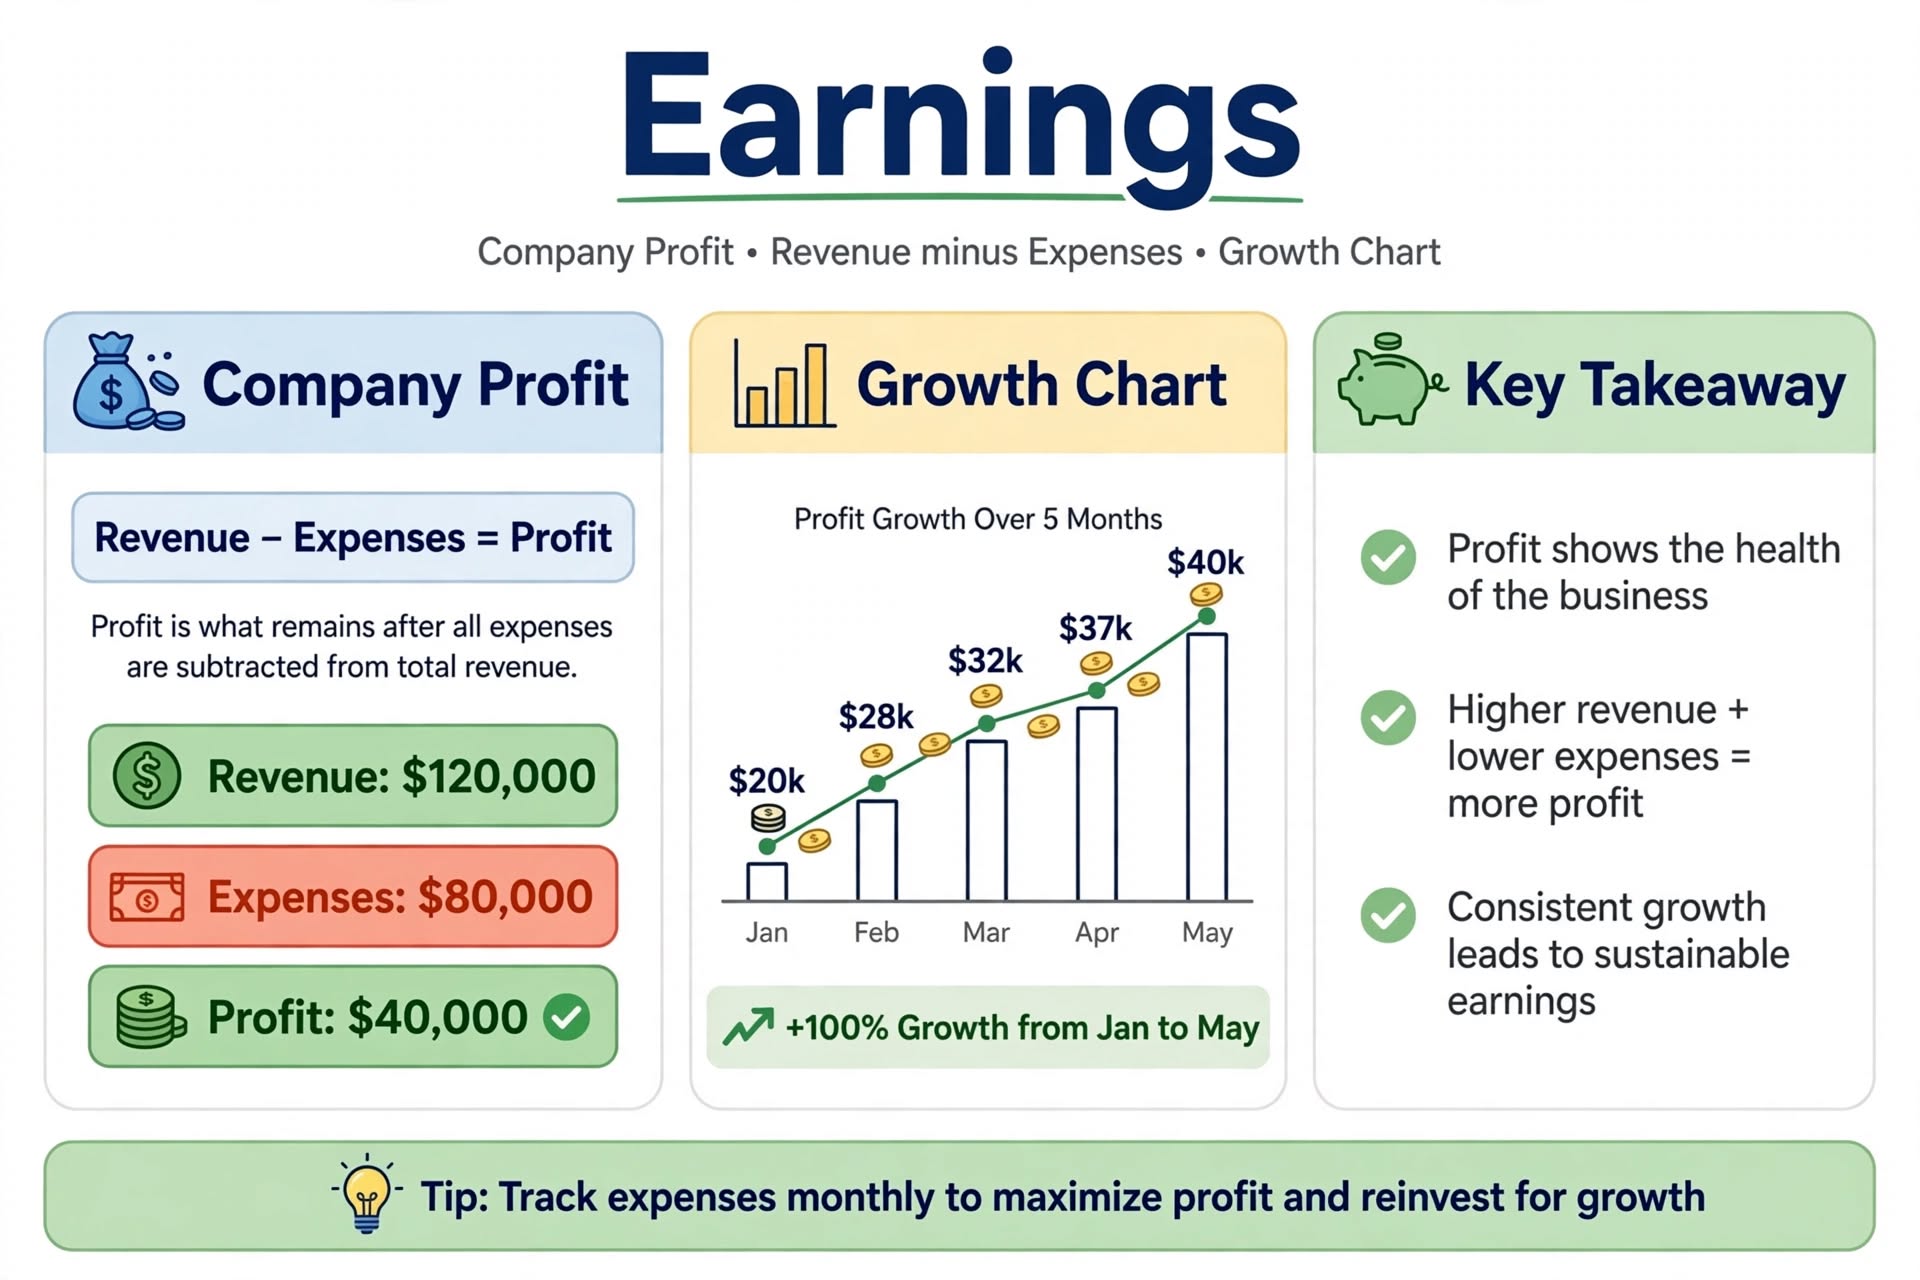 Earnings
Company Profit • Revenue minus Expenses • Growth Chart
$
Company Profit
Revenue – Expenses = Profit
Profit is what remains after all expenses
are subtracted from total revenue.
$
Revenue: $120,000
$
Expenses: $80,000
$
Profit: $40,000
Growth Chart
Profit Growth Over 5 Months
$20k
$28k
$32k
$37k
$40k
Jan
Feb
Mar
Apr
May
+100% Growth from Jan to May
Key Takeaway
Profit shows the health
of the business
Higher revenue +
lower expenses =
more profit
Consistent growth
leads to sustainable
earnings
Tip: Track expenses monthly to maximize profit and reinvest for growth